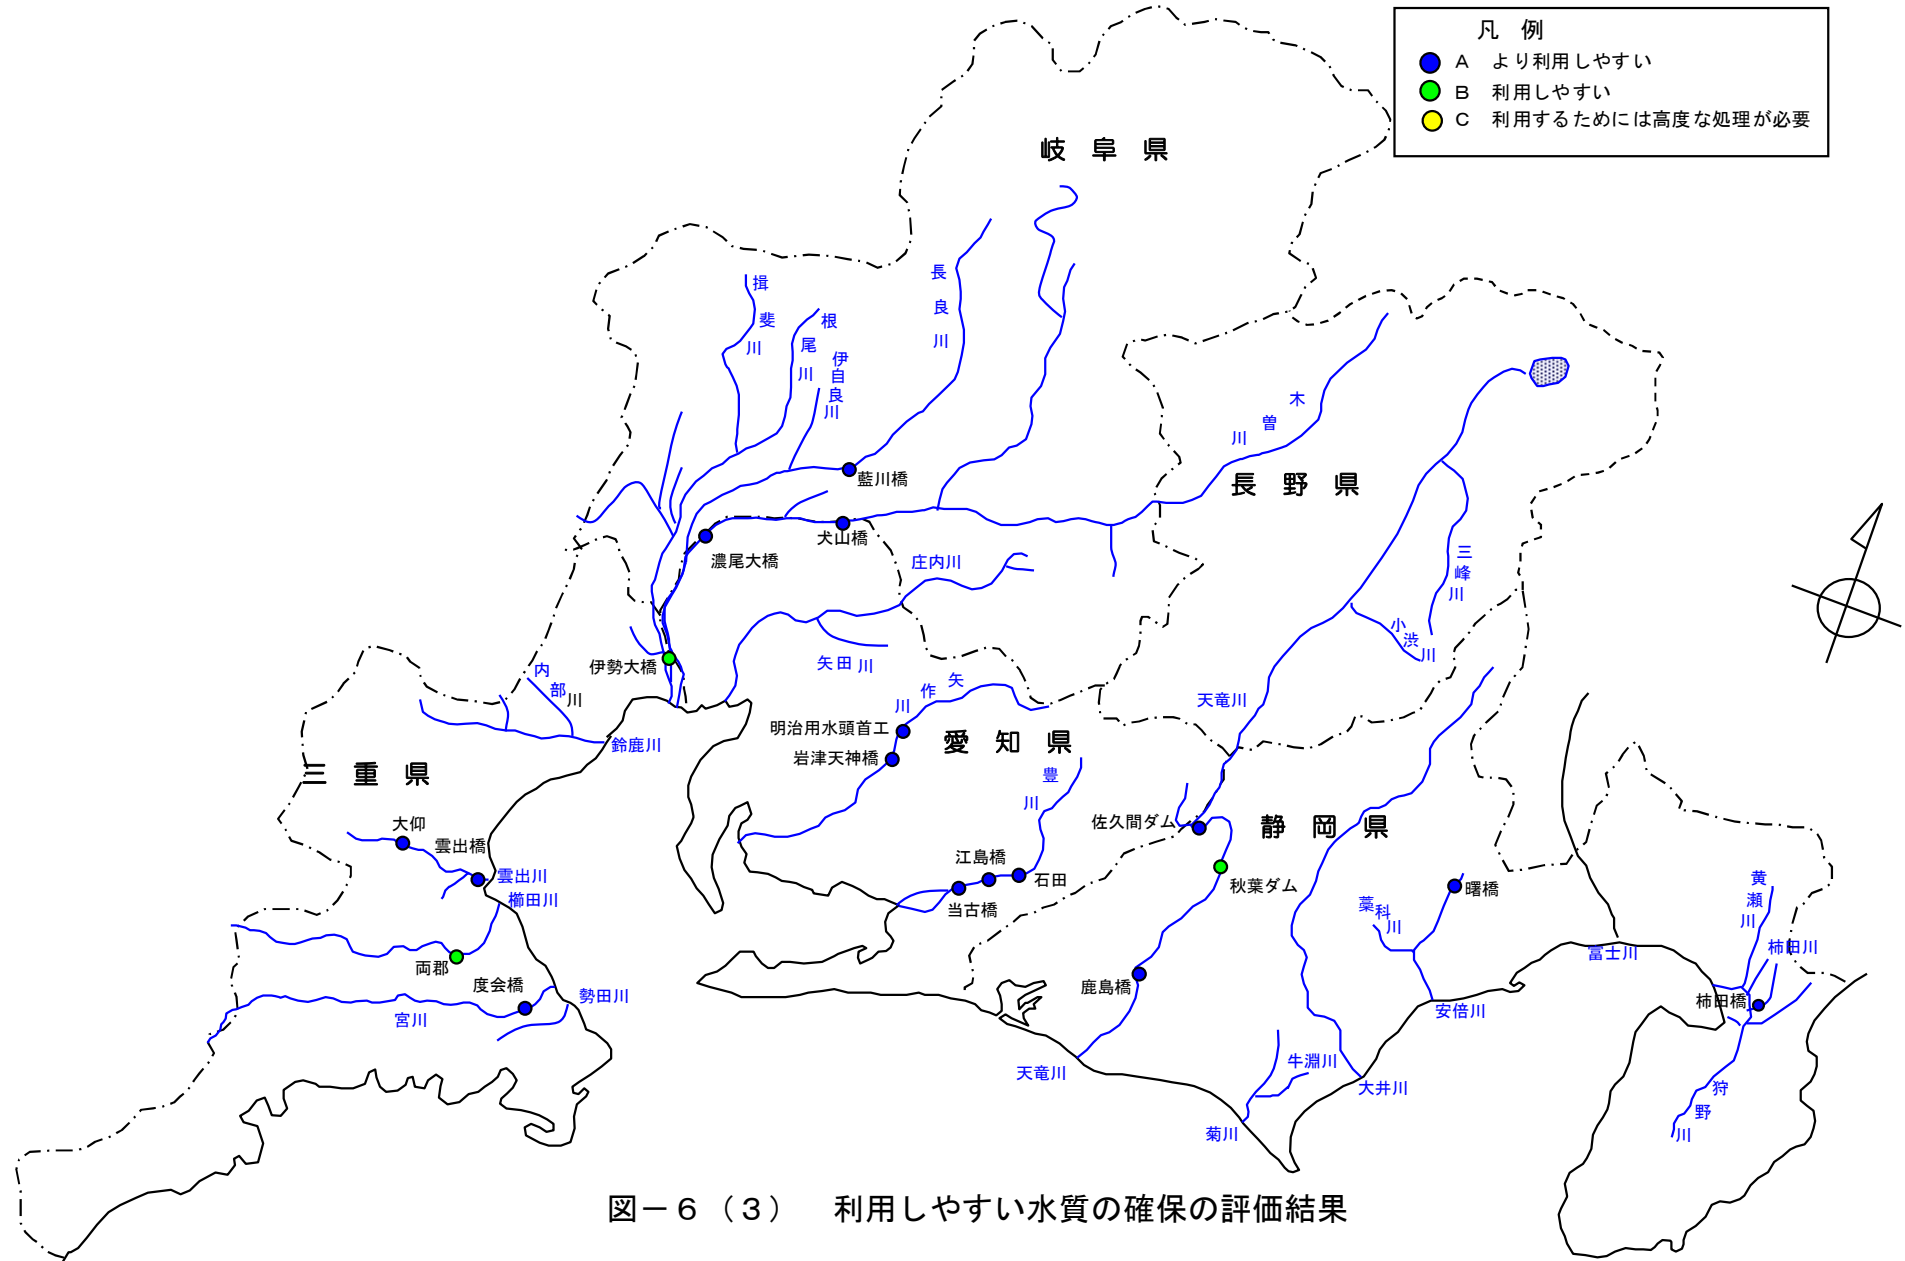 凡 例
A より利用しやすい
B 利用しやすい
C 利用するためには高度な処理が必要
岐 阜 県
揖斐川
根尾川
伊自良川
長良川
木曽川
長 野 県
藍川橋
犬山橋
濃尾大橋
庄内川
三峰川
小渋川
矢田川
伊勢大橋
内部川
鈴鹿川
天竜川
矢作川
明治用水頭首工
岩津天神橋
愛 知 県
三 重 県
豊川
佐久間ダム
静 岡 県
大仰
雲出橋
雲出川
櫛田川
江島橋
石田
当古橋
秋葉ダム
曙橋
藁科川
黄瀬川
柿田川
富士川
両郡
度会橋
勢田川
宮川
鹿島橋
安倍川
柿田橋
天竜川
牛淵川
大井川
菊川
狩野川
図-6(3) 利用しやすい水質の確保の評価結果